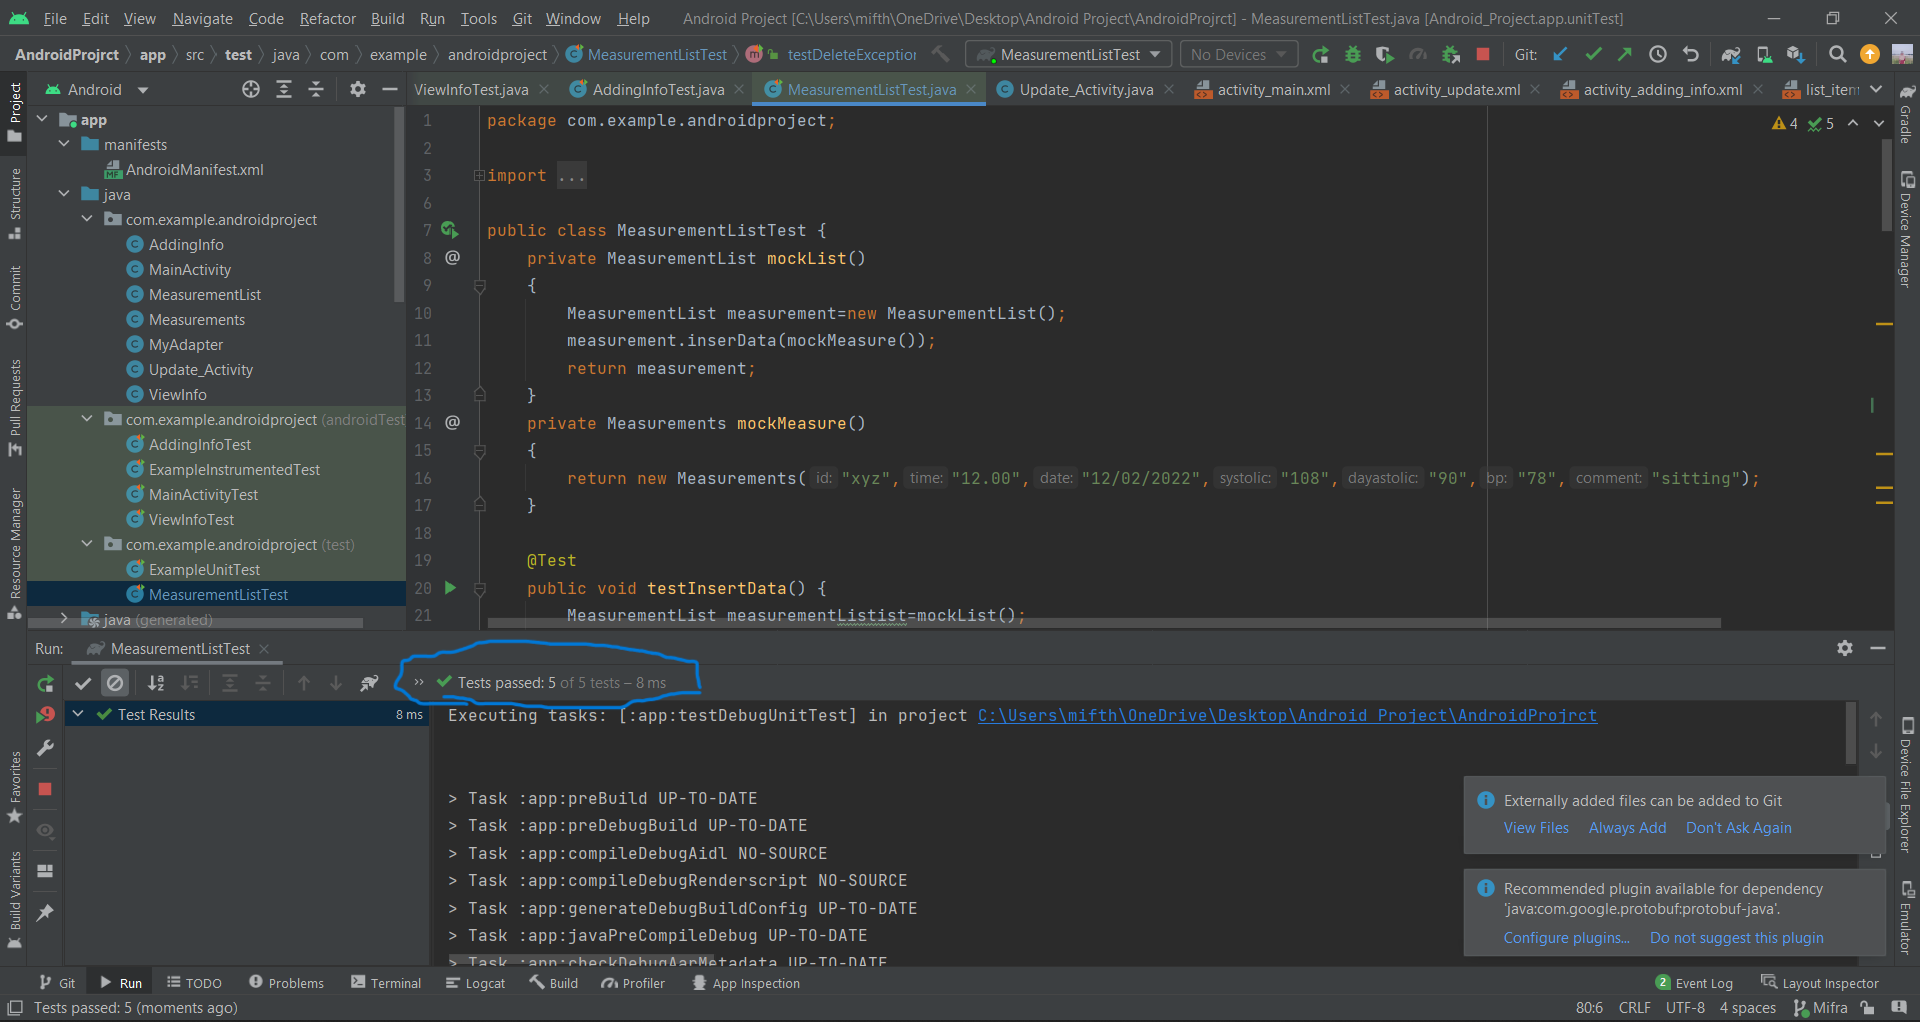 File Edit View Navigate Code Refactor Build Run Tools Git Window Help Android Project [C:\Users\mifth\OneDrive\Desktop\Android Project\AndroidProjrct] - MeasurementListTest.java [Android_Project.app.unitTest]
AndroidProjrct app src test java com example androidproject MeasurementListTest testDeleteException MeasurementListTest No Devices Git:
Android
ViewInfoTest.java AddingInfoTest.java MeasurementListTest.java Update_Activity.java activity_main.xml activity_update.xml activity_adding_info.xml list_item
Project
Structure
Commit
Pull Requests
Resource Manager
Favorites
Build Variants
app
manifests
AndroidManifest.xml
java
com.example.androidproject
AddingInfo
MainActivity
MeasurementList
Measurements
MyAdapter
Update_Activity
ViewInfo
com.example.androidproject (androidTest
AddingInfoTest
ExampleInstrumentedTest
MainActivityTest
ViewInfoTest
com.example.androidproject (test)
ExampleUnitTest
MeasurementListTest
java (generated)
4 5
1 package com.example.androidproject;
2
3 import ...
6
7 public class MeasurementListTest {
8 @ private MeasurementList mockList()
9 {
10 MeasurementList measurement=new MeasurementList();
11 measurement.inserData(mockMeasure());
12 return measurement;
13 }
14 @ private Measurements mockMeasure()
15 {
16 return new Measurements( id: "xyz", time: "12.00", date: "12/02/2022", systolic: "108", dayastolic: "90", bp: "78", comment: "sitting");
17 }
18
19 @Test
20 public void testInsertData() {
21 MeasurementList measurementListist=mockList();
Gradle
Device Manager
Device File Explorer
Emulator
Run: MeasurementListTest
Tests passed: 5 of 5 tests – 8 ms
Test Results 8 ms
Executing tasks: [:app:testDebugUnitTest] in project C:\Users\mifth\OneDrive\Desktop\Android Project\AndroidProjrct
> Task :app:preBuild UP-TO-DATE
> Task :app:preDebugBuild UP-TO-DATE
> Task :app:compileDebugAidl NO-SOURCE
> Task :app:compileDebugRenderscript NO-SOURCE
> Task :app:generateDebugBuildConfig UP-TO-DATE
> Task :app:javaPreCompileDebug UP-TO-DATE
> Task :app:checkDebugAarMetadata UP-TO-DATE
Externally added files can be added to Git
View Files Always Add Don't Ask Again
Recommended plugin available for dependency
'java:com.google.protobuf:protobuf-java'.
Configure plugins... Do not suggest this plugin
Git Run TODO Problems Terminal Logcat Build Profiler App Inspection 2 Event Log Layout Inspector
Tests passed: 5 (moments ago) 80:6 CRLF UTF-8 4 spaces Mifra